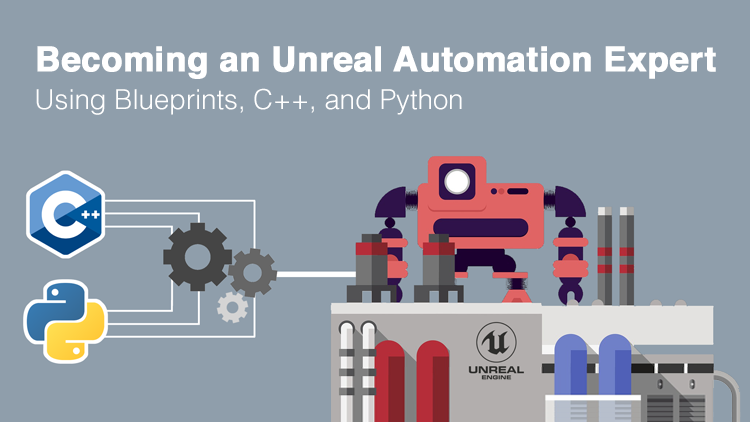 Becoming an Unreal Automation Expert
Using Blueprints, C++, and Python
C++
UNREAL
ENGINE